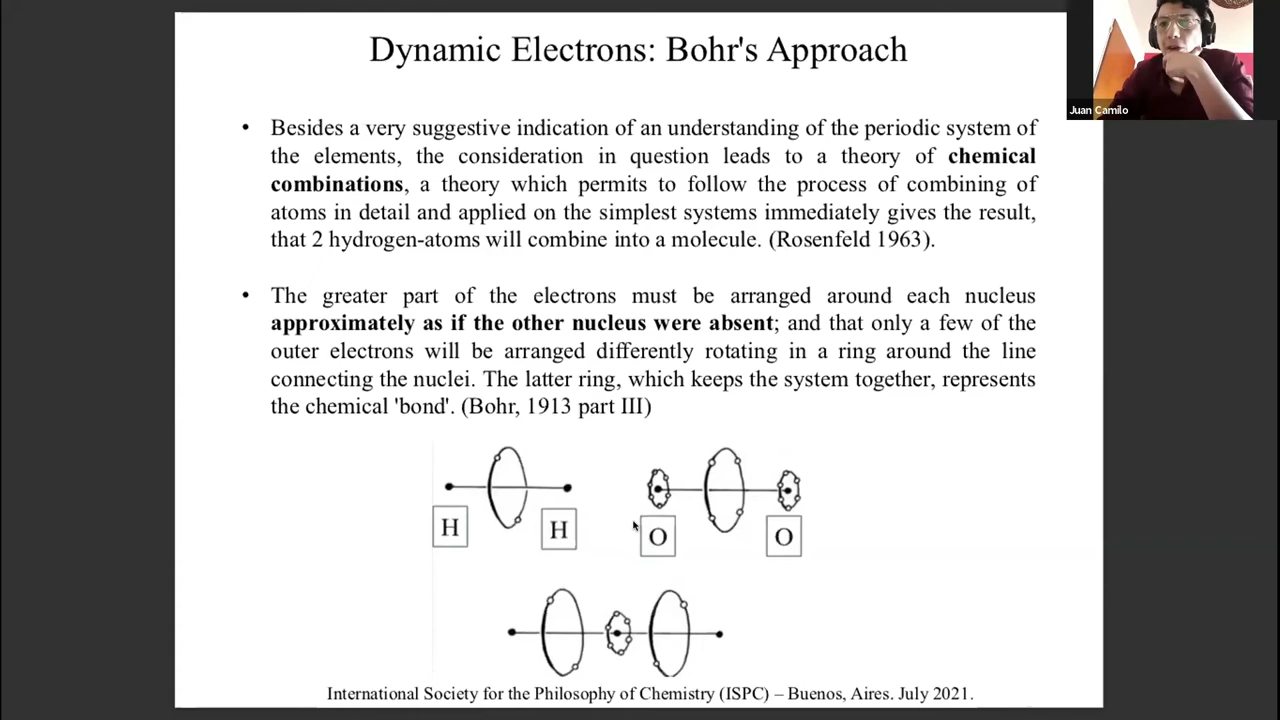 Dynamic Electrons: Bohr's Approach
Juan Camilo
• Besides a very suggestive indication of an understanding of the periodic system of
the elements, the consideration in question leads to a theory of chemical
combinations, a theory which permits to follow the process of combining of
atoms in detail and applied on the simplest systems immediately gives the result,
that 2 hydrogen-atoms will combine into a molecule. (Rosenfeld 1963).
• The greater part of the electrons must be arranged around each nucleus
approximately as if the other nucleus were absent; and that only a few of the
outer electrons will be arranged differently rotating in a ring around the line
connecting the nuclei. The latter ring, which keeps the system together, represents
the chemical 'bond'. (Bohr, 1913 part III)
H H O O
International Society for the Philosophy of Chemistry (ISPC) – Buenos, Aires. July 2021.